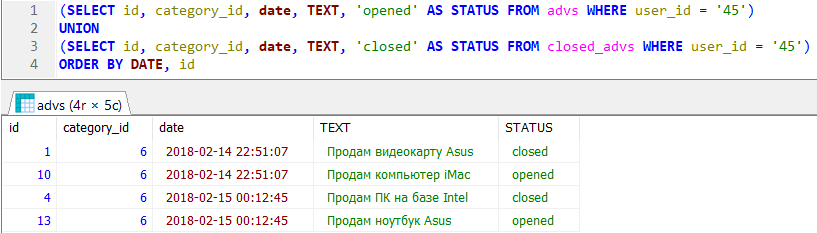 1 (SELECT id, category_id, date, TEXT, 'opened' AS STATUS FROM advs WHERE user_id = '45')
2 UNION
3 (SELECT id, category_id, date, TEXT, 'closed' AS STATUS FROM closed_advs WHERE user_id = '45')
4 ORDER BY DATE, id
advs (4r × 5c)
id category_id date TEXT STATUS
1 6 2018-02-14 22:51:07 Продам видеокарту Asus closed
10 6 2018-02-14 22:51:07 Продам компьютер iMac opened
4 6 2018-02-15 00:12:45 Продам ПК на базе Intel closed
13 6 2018-02-15 00:12:45 Продам ноутбук Asus opened